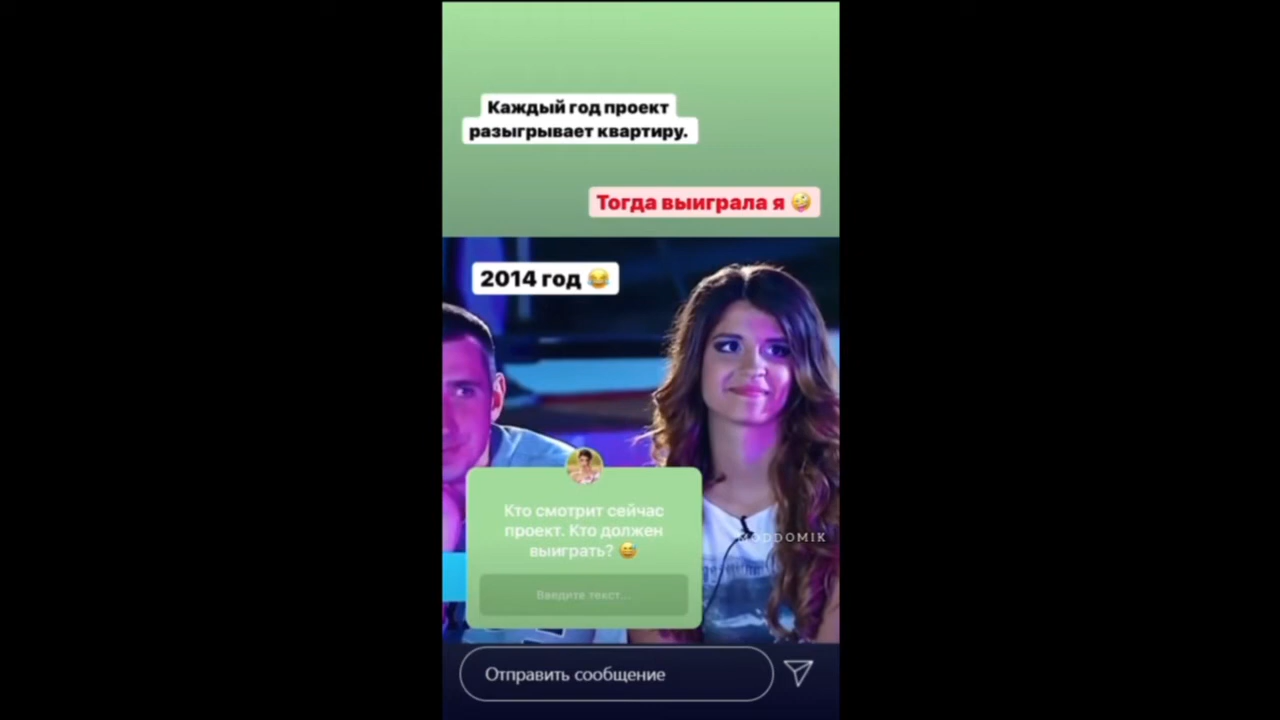 Каждый год проект
разыгрывает квартиру.
Тогда выиграла я 🤪
2014 год 😂
Кто смотрит сейчас
проект. Кто должен
выиграть? 😅
Введите текст...
MODDOMIK
Отправить сообщение